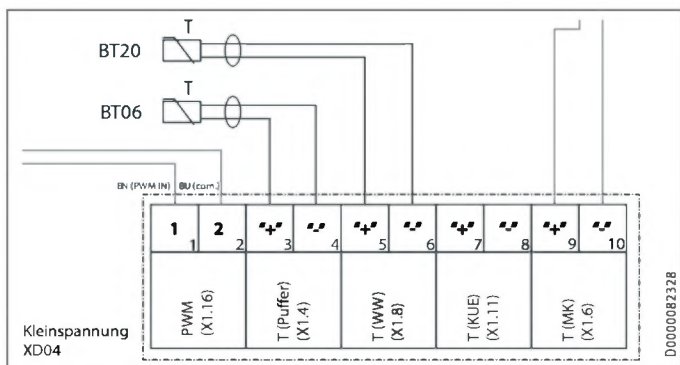 T
BT20
T
BT06
BN (PWM IN) BU (com.)
1 2 "+" "-" "+" "-" "+" "-" "+" "-"
1 2 3 4 5 6 7 8 9 10
PWM (X1.16)
T (Puffer) (X1.4)
T (WW) (X1.8)
T (KUE) (X1.11)
T (MK) (X1.6)
Kleinspannung
XD04
D0000082328